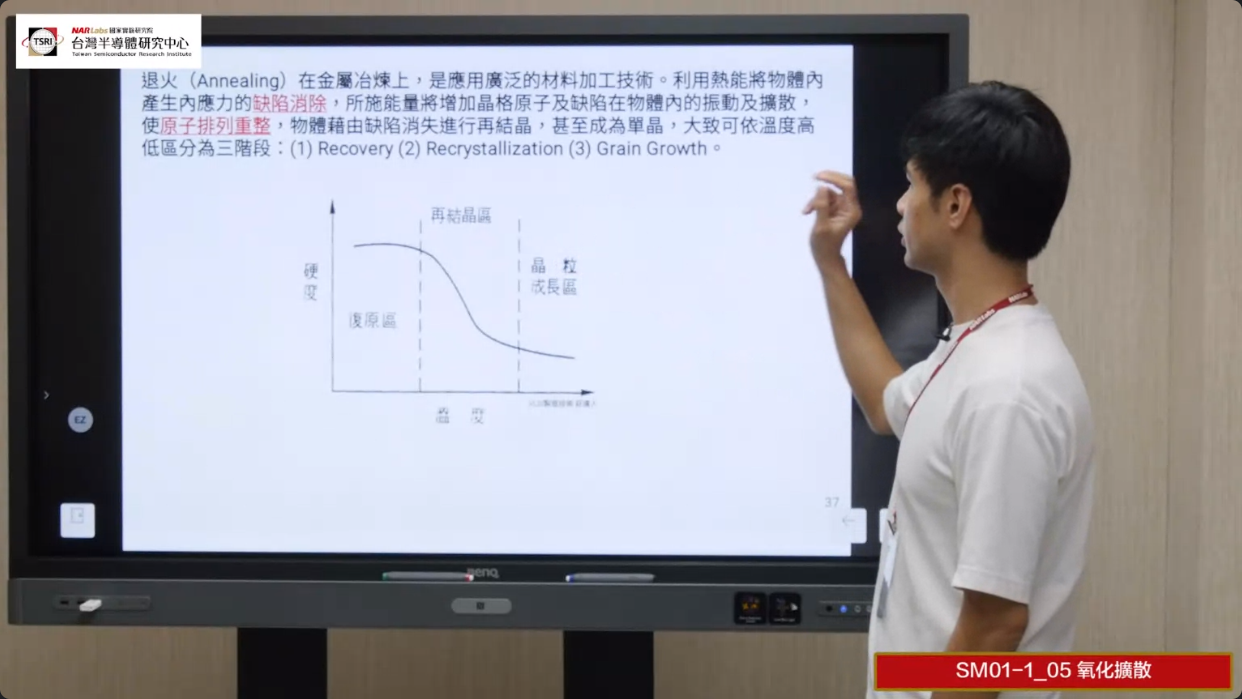 NARLabs 國家實驗研究院
TSRI 台灣半導體研究中心
Taiwan Semiconductor Research Institute
退火（Annealing）在金屬冶煉上，是應用廣泛的材料加工技術。利用熱能將物體內
產生內應力的缺陷消除，所施能量將增加晶格原子及缺陷在物體內的振動及擴散，
使原子排列重整，物體藉由缺陷消失進行再結晶，甚至成為單晶，大致可依溫度高
低區分為三階段：(1) Recovery (2) Recrystallization (3) Grain Growth。
再結晶區
晶 粒
成長區
硬度
復原區
溫 度
37
EZ
BenQ
SM01-1_05 氧化擴散